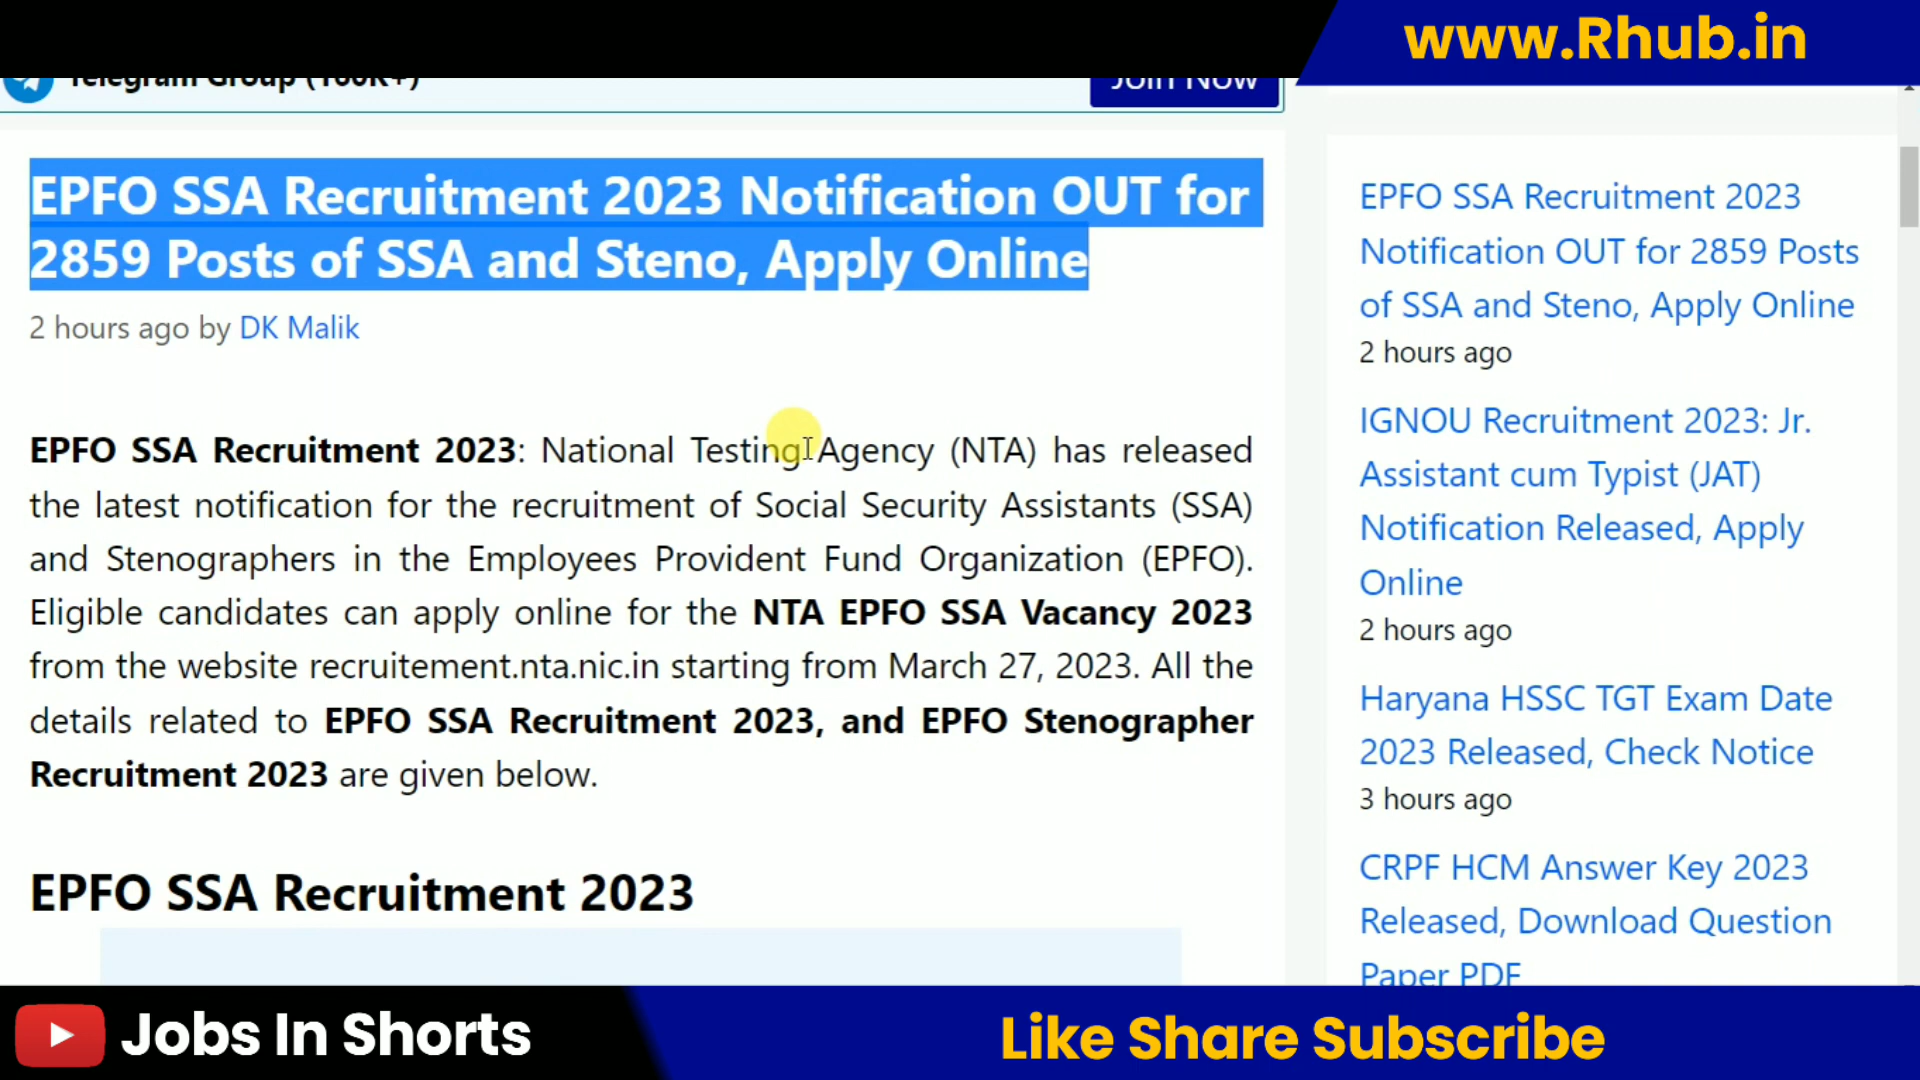 www.Rhub.in
Telegram Group (100K+)
Join Now
EPFO SSA Recruitment 2023 Notification OUT for
2859 Posts of SSA and Steno, Apply Online
2 hours ago by DK Malik
EPFO SSA Recruitment 2023: National Testing Agency (NTA) has released
the latest notification for the recruitment of Social Security Assistants (SSA)
and Stenographers in the Employees Provident Fund Organization (EPFO).
Eligible candidates can apply online for the NTA EPFO SSA Vacancy 2023
from the website recruitement.nta.nic.in starting from March 27, 2023. All the
details related to EPFO SSA Recruitment 2023, and EPFO Stenographer
Recruitment 2023 are given below.
EPFO SSA Recruitment 2023
EPFO SSA Recruitment 2023
Notification OUT for 2859 Posts
of SSA and Steno, Apply Online
2 hours ago
IGNOU Recruitment 2023: Jr.
Assistant cum Typist (JAT)
Notification Released, Apply
Online
2 hours ago
Haryana HSSC TGT Exam Date
2023 Released, Check Notice
3 hours ago
CRPF HCM Answer Key 2023
Released, Download Question
Paper PDF
Jobs In Shorts
Like Share Subscribe